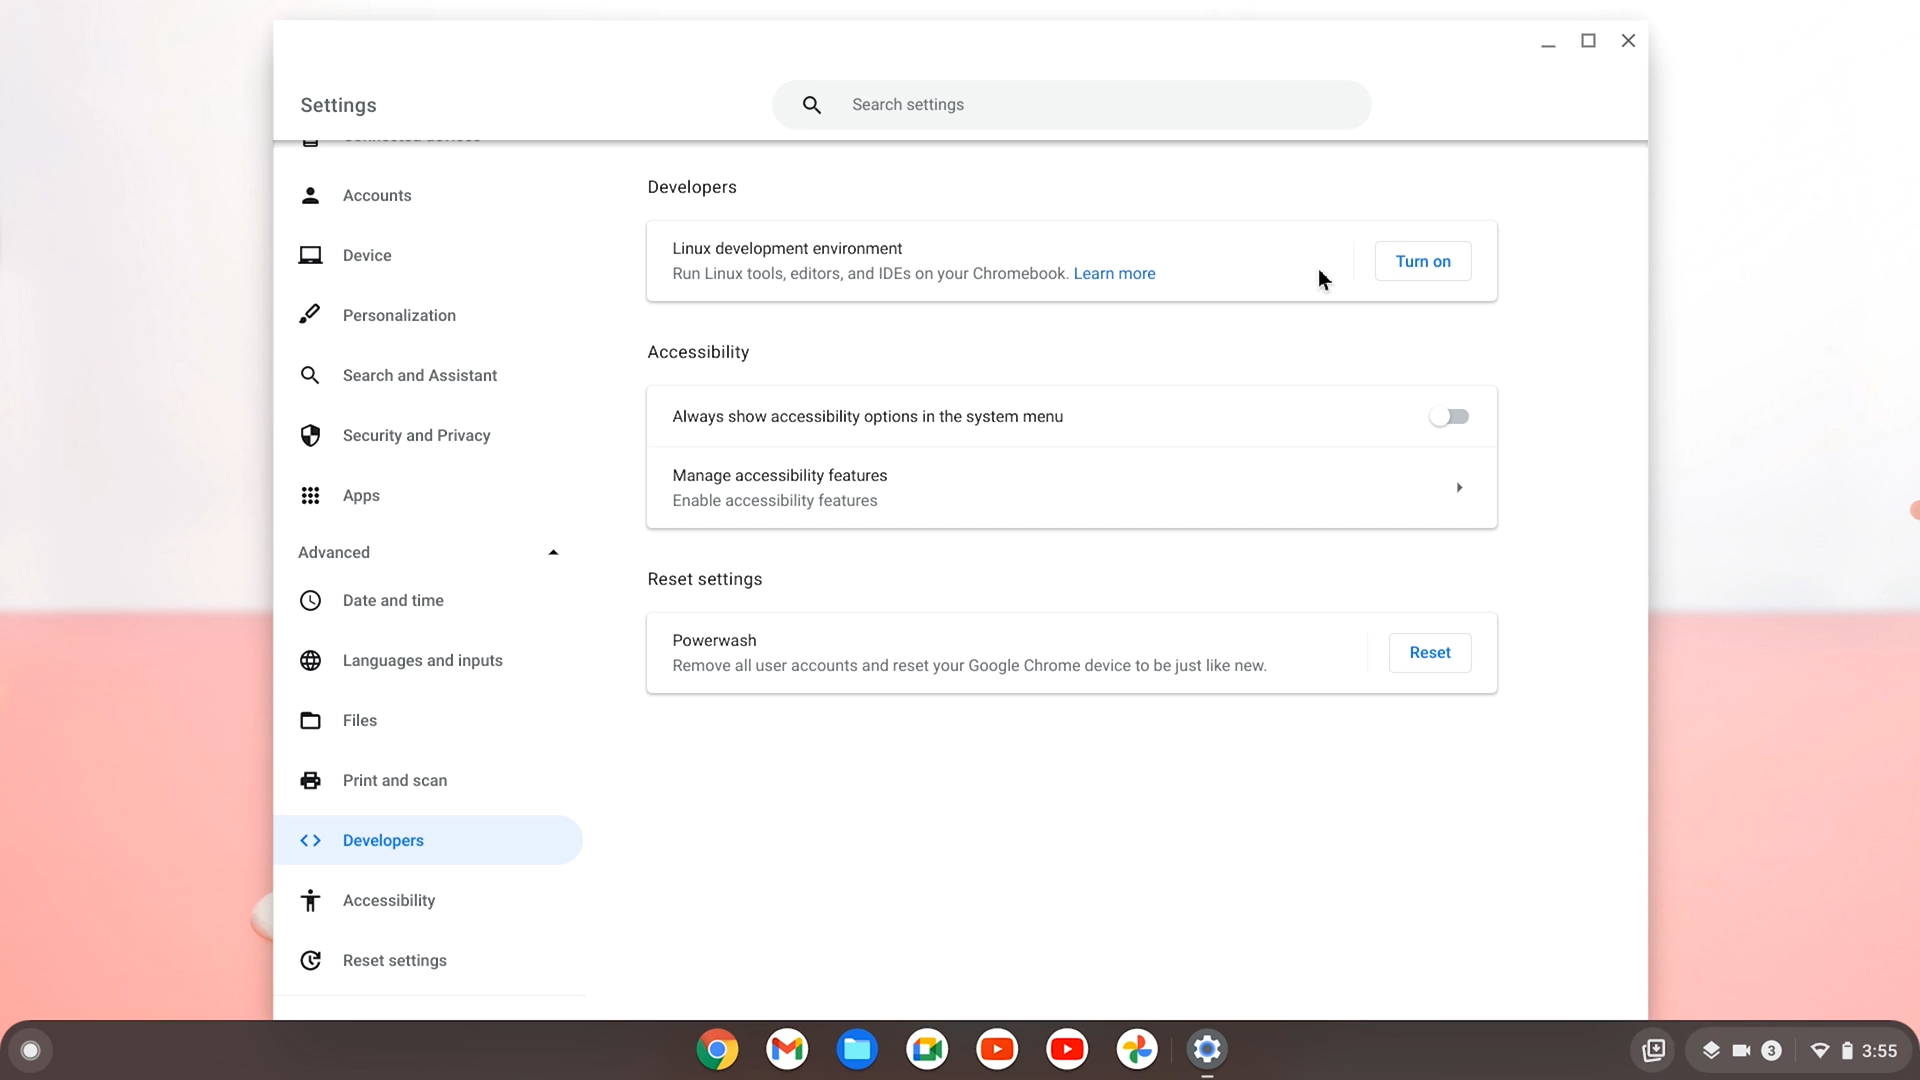 Settings
Search settings
Connected devices
Accounts
Device
Personalization
Search and Assistant
Security and Privacy
Apps
Advanced
Date and time
Languages and inputs
Files
Print and scan
Developers
Accessibility
Reset settings
Developers
Linux development environment
Run Linux tools, editors, and IDEs on your Chromebook. Learn more
Turn on
Accessibility
Always show accessibility options in the system menu
Manage accessibility features
Enable accessibility features
Reset settings
Powerwash
Remove all user accounts and reset your Google Chrome device to be just like new.
Reset
3
3:55